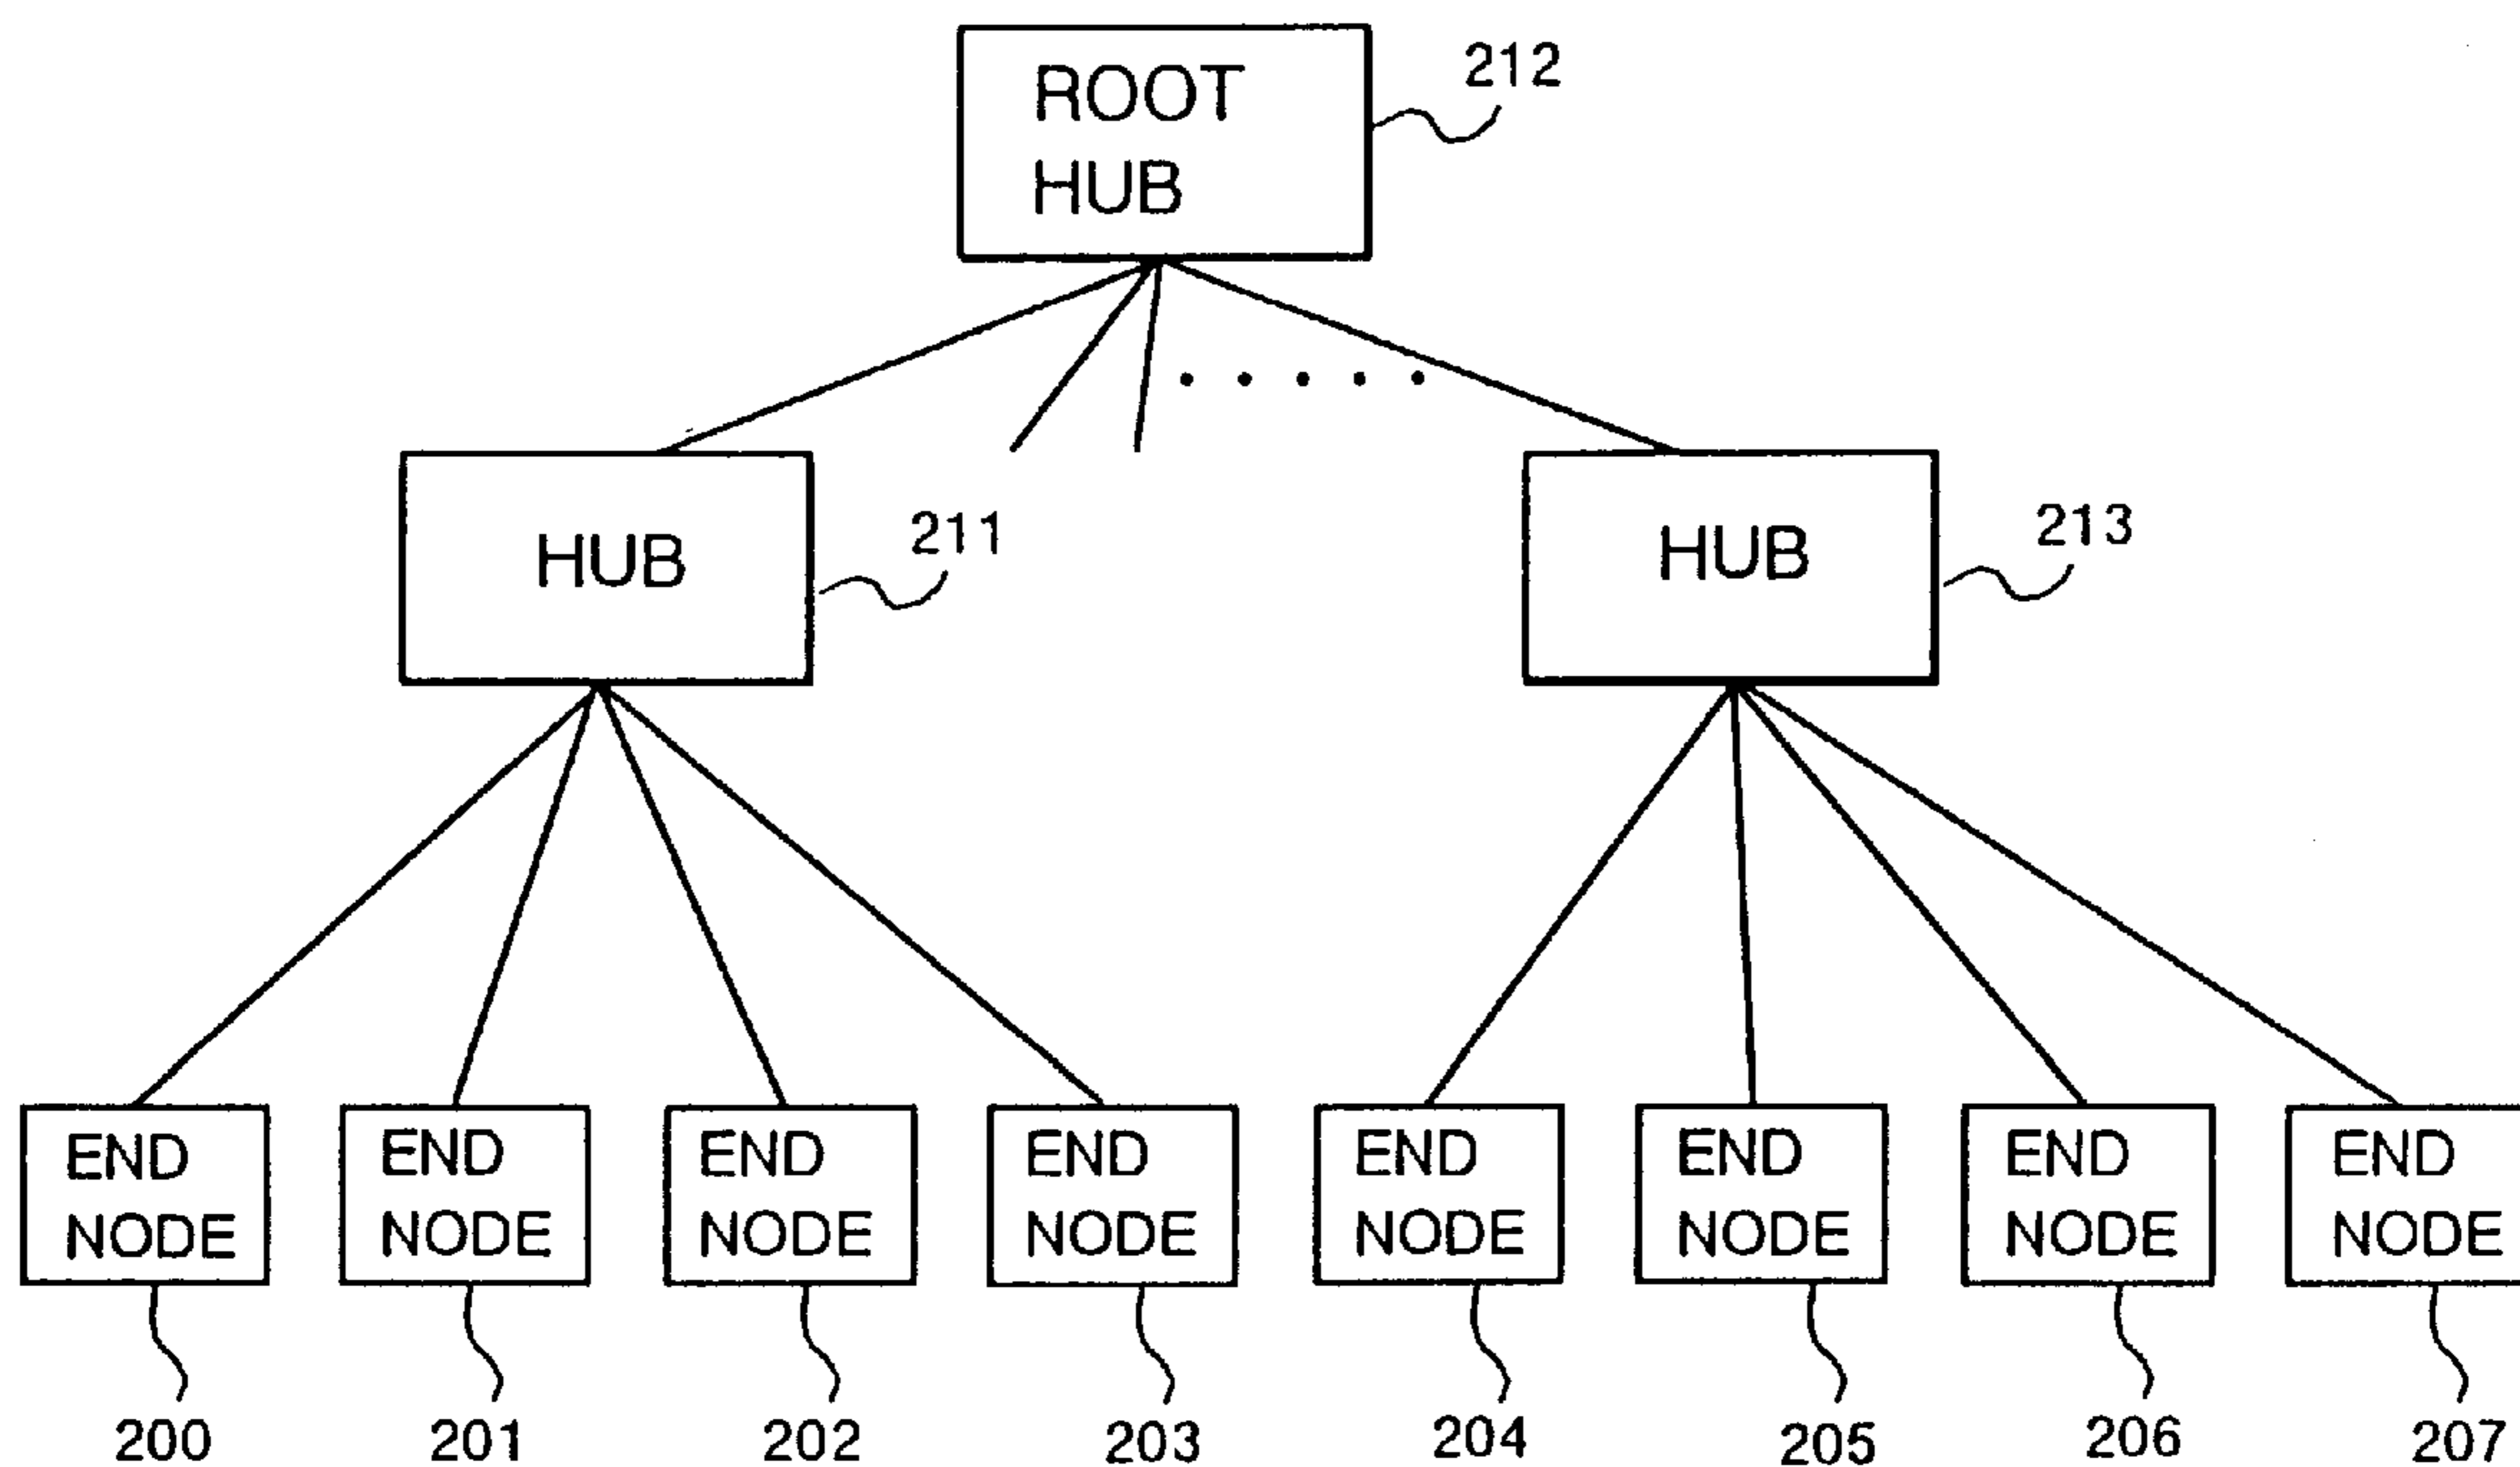 ROOT
HUB
212
HUB
211
HUB
213
END
NODE
END
NODE
END
NODE
END
NODE
END
NODE
END
NODE
END
NODE
END
NODE
200
201
202
203
204
205
206
207